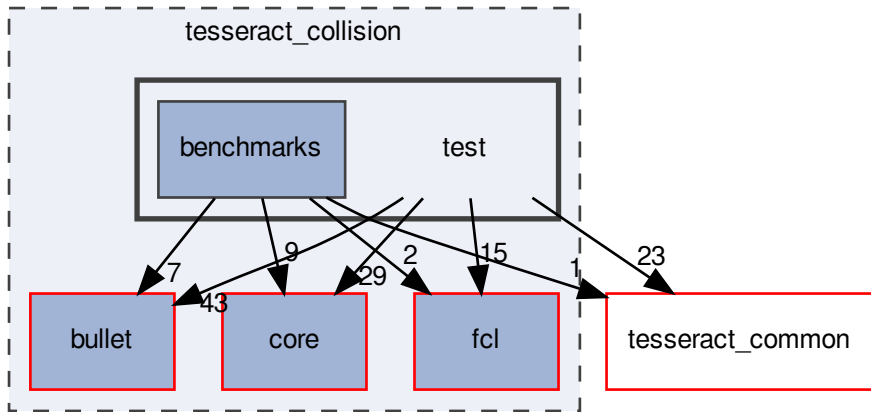 tesseract_collision
benchmarks
test
7
9
2
15
1
23
43
29
bullet
core
fcl
tesseract_common